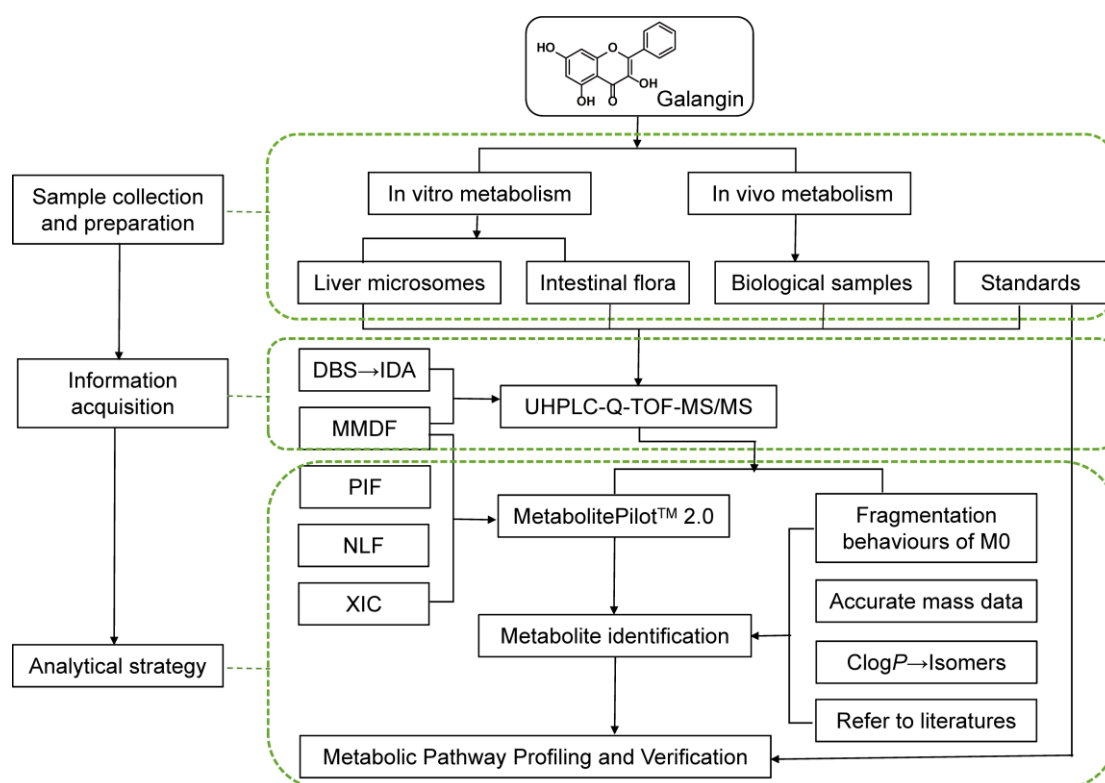 HO
O
OH
OH
O
Galangin
Sample collection
and preparation
In vitro metabolism
In vivo metabolism
Liver microsomes
Intestinal flora
Biological samples
Standards
Information
acquisition
DBS→IDA
MMDF
UHPLC-Q-TOF-MS/MS
PIF
NLF
XIC
MetabolitePilot™ 2.0
Fragmentation
behaviours of M0
Accurate mass data
Metabolite identification
ClogP→Isomers
Analytical strategy
Refer to literatures
Metabolic Pathway Profiling and Verification